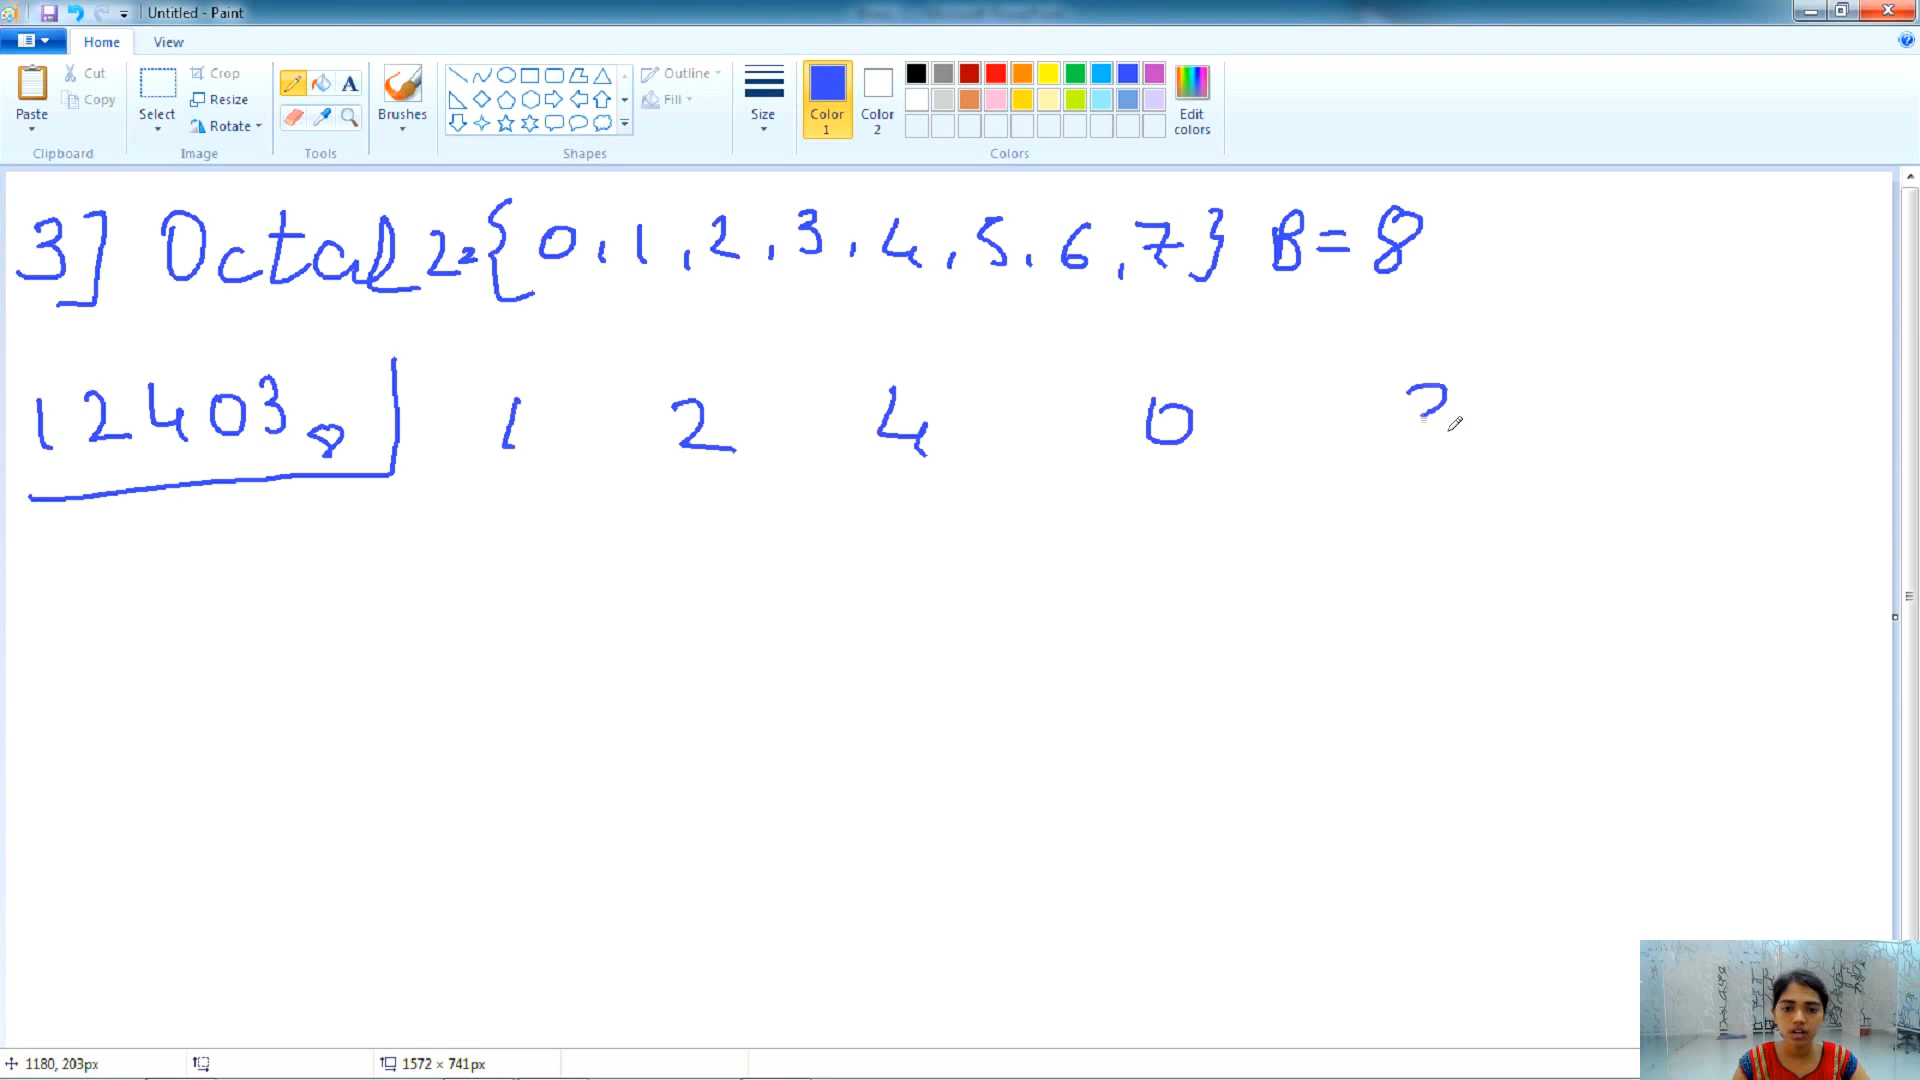 Untitled - Paint
Home View
Paste Cut Copy Clipboard
Select Crop Resize Rotate Image
A Tools
Brushes
Shapes
Outline Fill
Size
Color 1 Color 2 Edit colors Colors
3] Octal 2={0,1,2,3,4,5,6,7} B=8
12403 8 1 2 4 0
1180, 203px 1572 × 741px